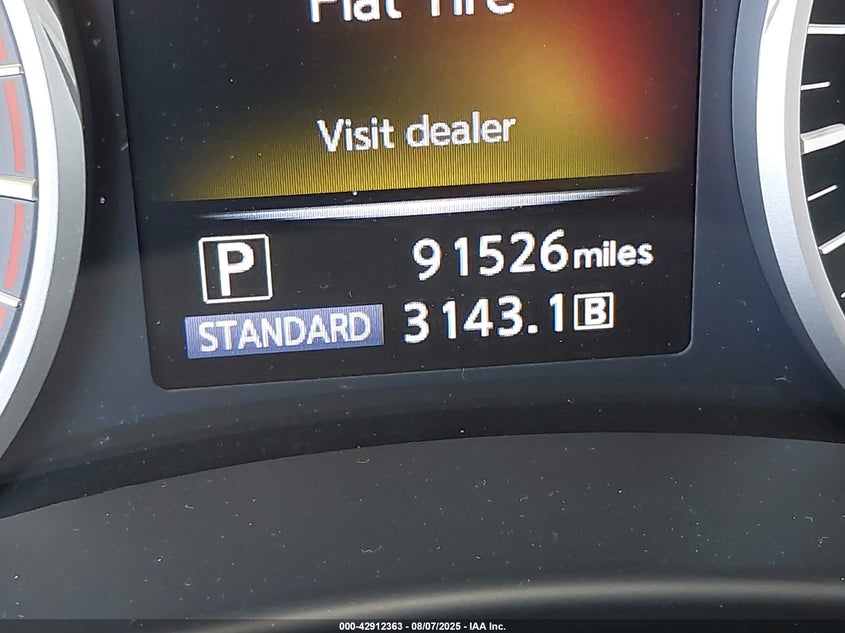 Flat Tire
Visit dealer
P 91526 miles
STANDARD 3143.1 B
000-42912363 - 08/07/2025 - IAA Inc.